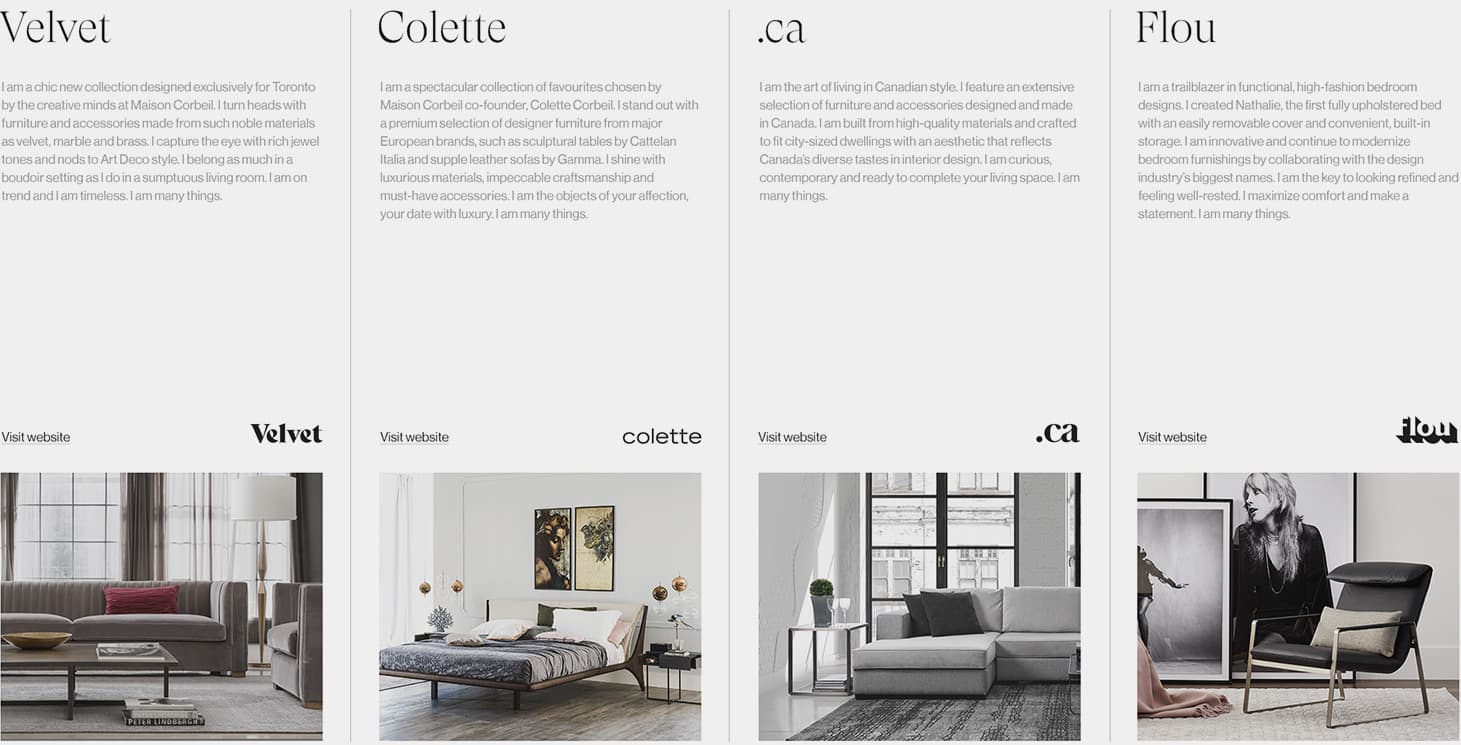 Velvet
I am a chic new collection designed exclusively for Toronto
by the creative minds at Maison Corbeil. I turn heads with
furniture and accessories made from such noble materials
as velvet, marble and brass. I capture the eye with rich jewel
tones and nods to Art Deco style. I belong as much in a
boudoir setting as I do in a sumptuous living room. I am on
trend and I am timeless. I am many things.
Visit website
Velvet
PETER LINDBERGH
Colette
I am a spectacular collection of favourites chosen by
Maison Corbeil co-founder, Colette Corbeil. I stand out with
a premium selection of designer furniture from major
European brands, such as sculptural tables by Cattelan
Italia and supple leather sofas by Gamma. I shine with
luxurious materials, impeccable craftsmanship and
must-have accessories. I am the objects of your affection,
your date with luxury. I am many things.
Visit website
colette
.ca
I am the art of living in Canadian style. I feature an extensive
selection of furniture and accessories designed and made
in Canada. I am built from high-quality materials and crafted
to fit city-sized dwellings with an aesthetic that reflects
Canada's diverse tastes in interior design. I am curious,
contemporary and ready to complete your living space. I am
many things.
Visit website
.ca
Flou
I am a trailblazer in functional, high-fashion bedroom
designs. I created Nathalie, the first fully upholstered bed
with an easily removable cover and convenient, built-in
storage. I am innovative and continue to modernize
bedroom furnishings by collaborating with the design
industry's biggest names. I am the key to looking refined and
feeling well-rested. I maximize comfort and make a
statement. I am many things.
Visit website
flou